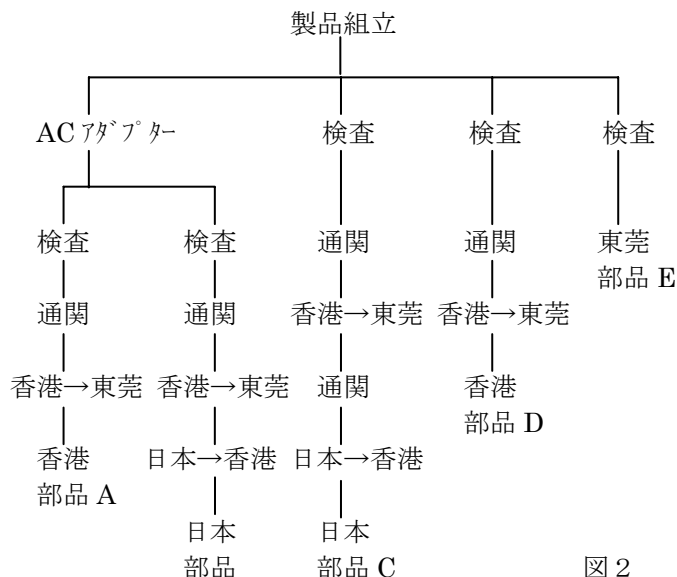 製品組立
ACｱﾀﾞﾌﾟﾀｰ 検査 検査 検査
検査 検査 通関 通関 東莞
部品 E
通関 通関 香港→東莞 香港→東莞
香港→東莞 香港→東莞 通関 香港
部品 D
香港 日本→香港 日本→香港
部品 A
日本 日本
部品 部品 C 図２